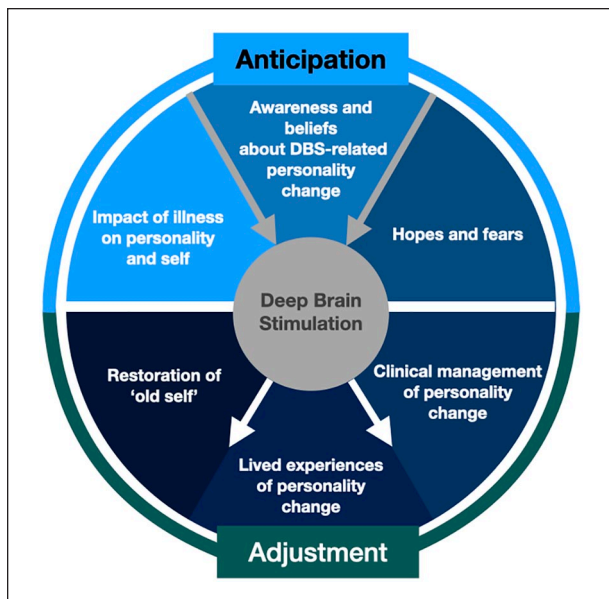 Anticipation
Awareness and
beliefs
about DBS-related
personality
change
Impact of illness
on personality
and self
Hopes and fears
Deep Brain
Stimulation
Restoration of
‘old self’
Clinical management
of personality
change
Lived experiences
of personality
change
Adjustment